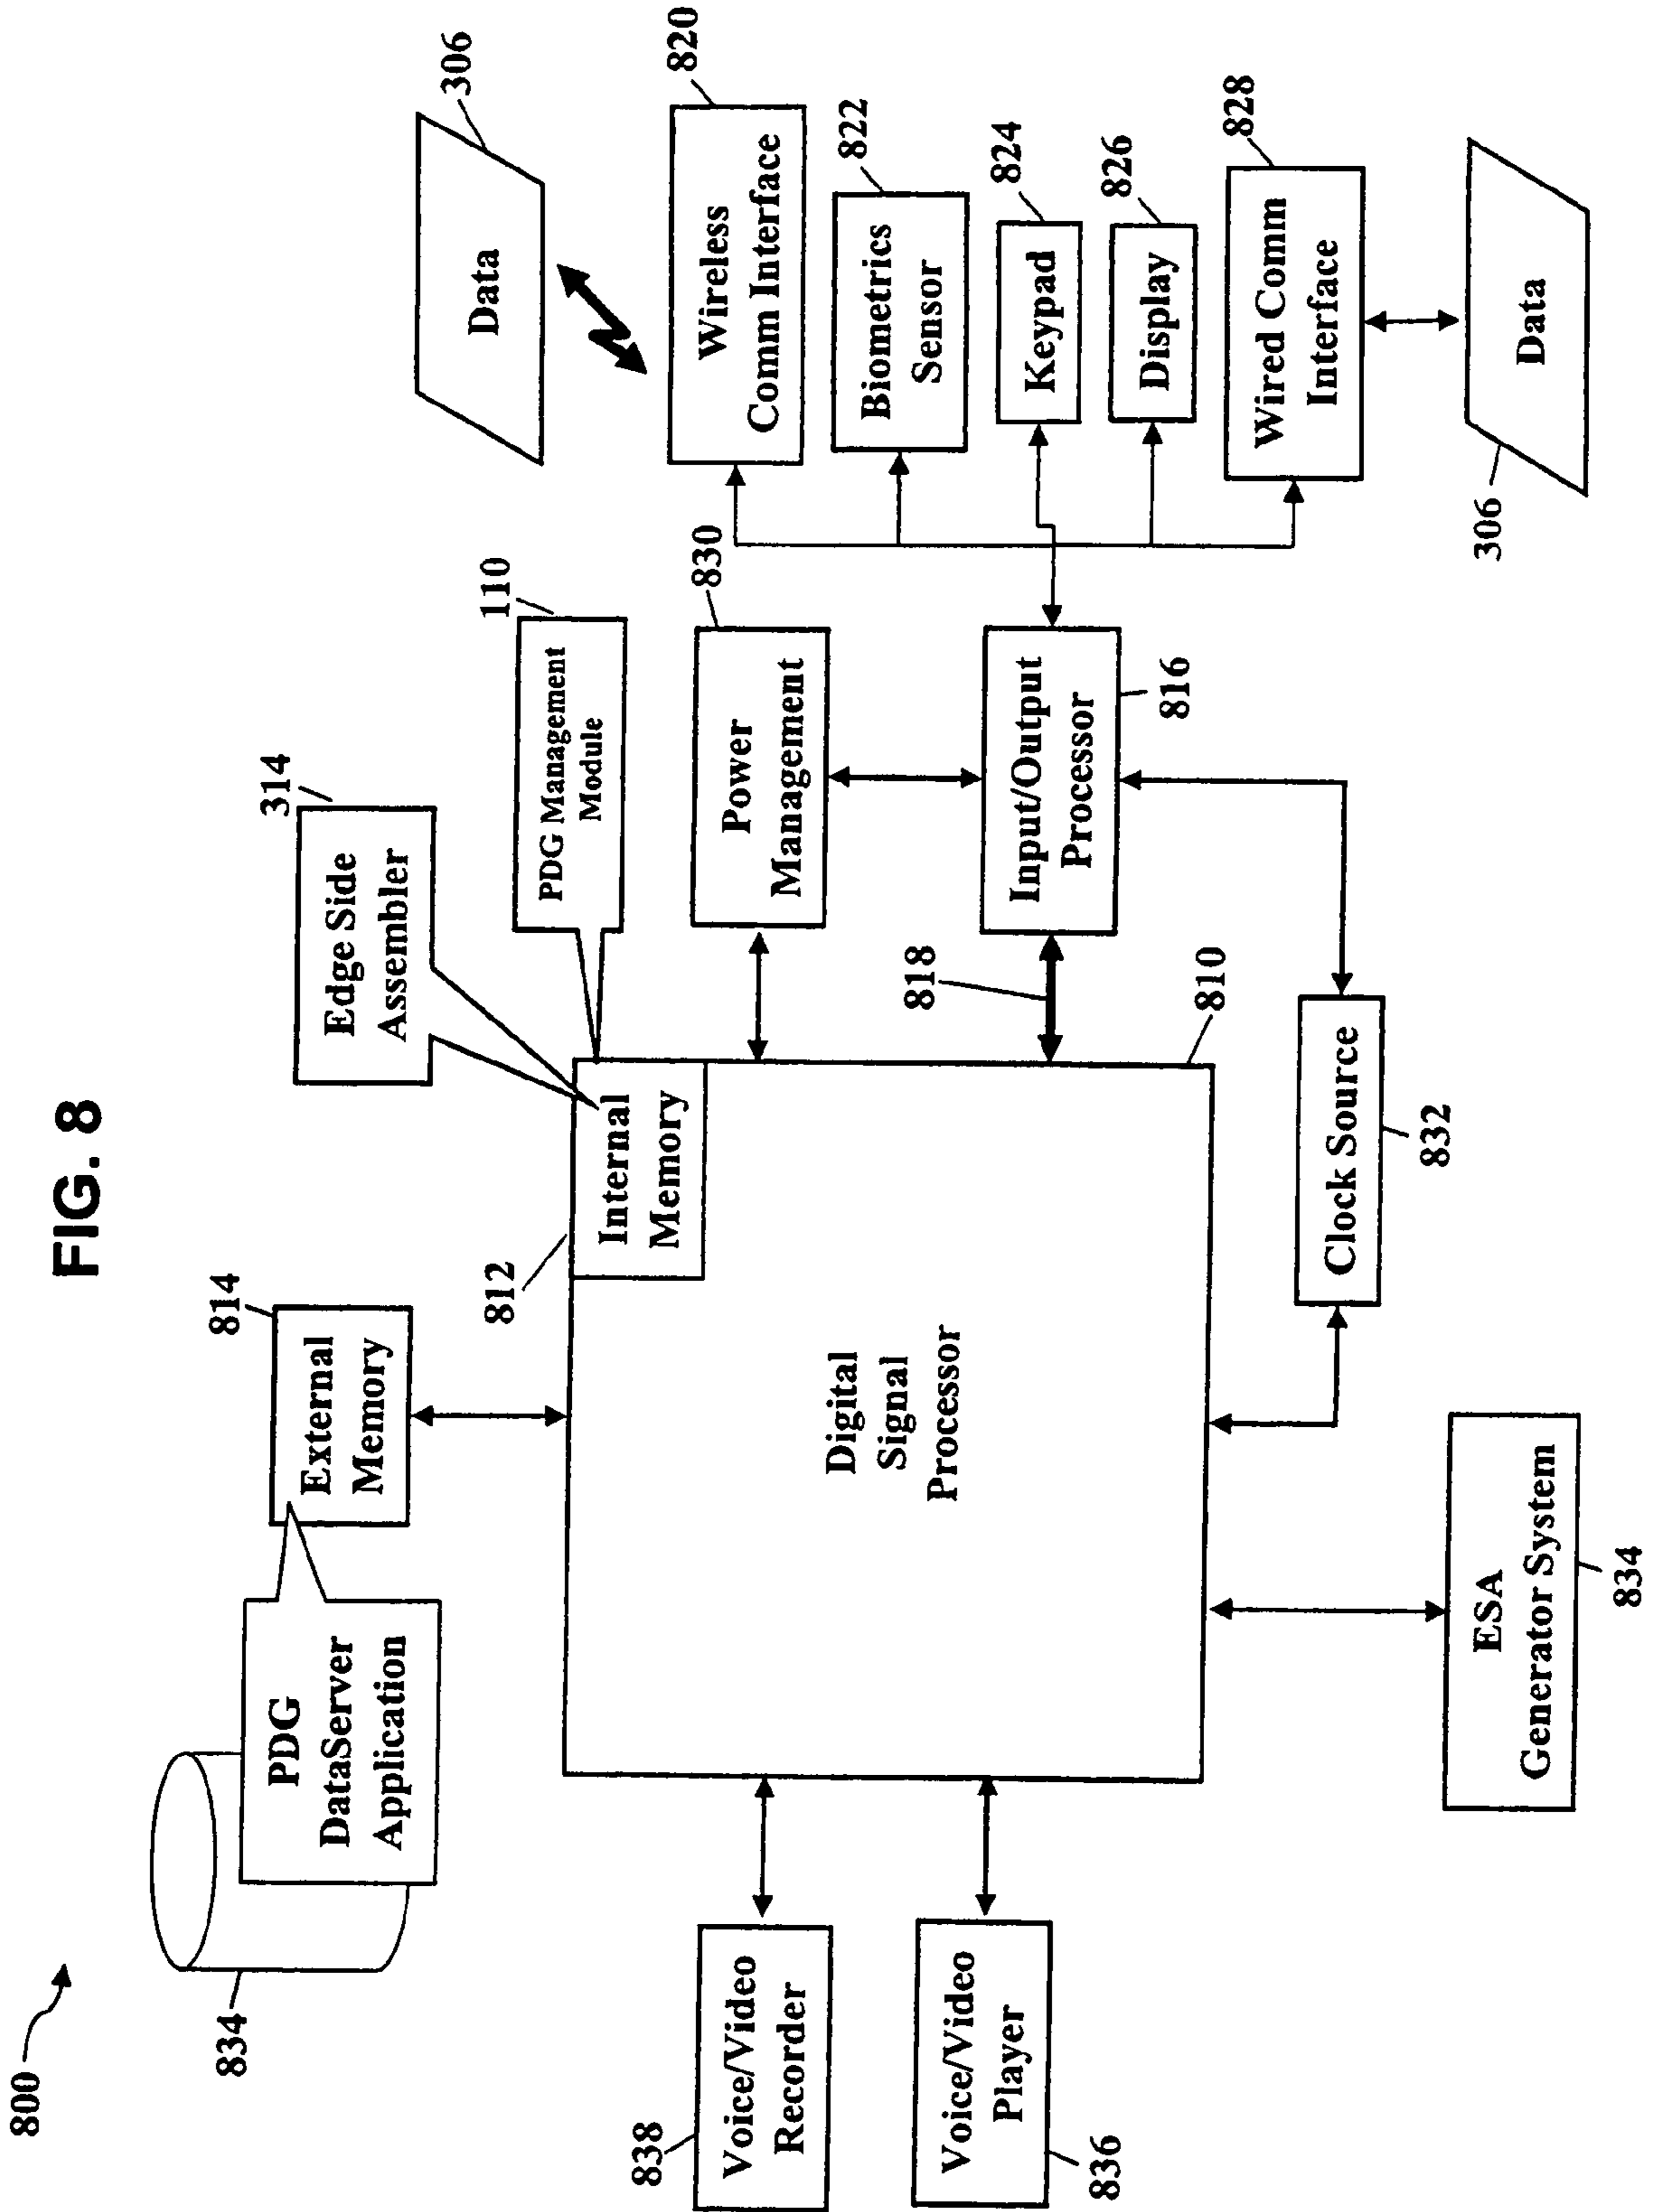 FIG. 8
800
834
PDG
DataServer
Application
814
External
Memory
314
Edge Side
Assembler
110
PDG Management
Module
812
Internal
Memory
Digital
Signal
Processor
810
818
830
Power
Management
Input/Output
Processor
816
Clock Source
832
ESA
Generator System
834
838
Voice/Video
Recorder
Voice/Video
Player
836
Data
306
820
Wireless
Comm Interface
822
Biometrics
Sensor
824
Keypad
826
Display
828
Wired Comm
Interface
306
Data